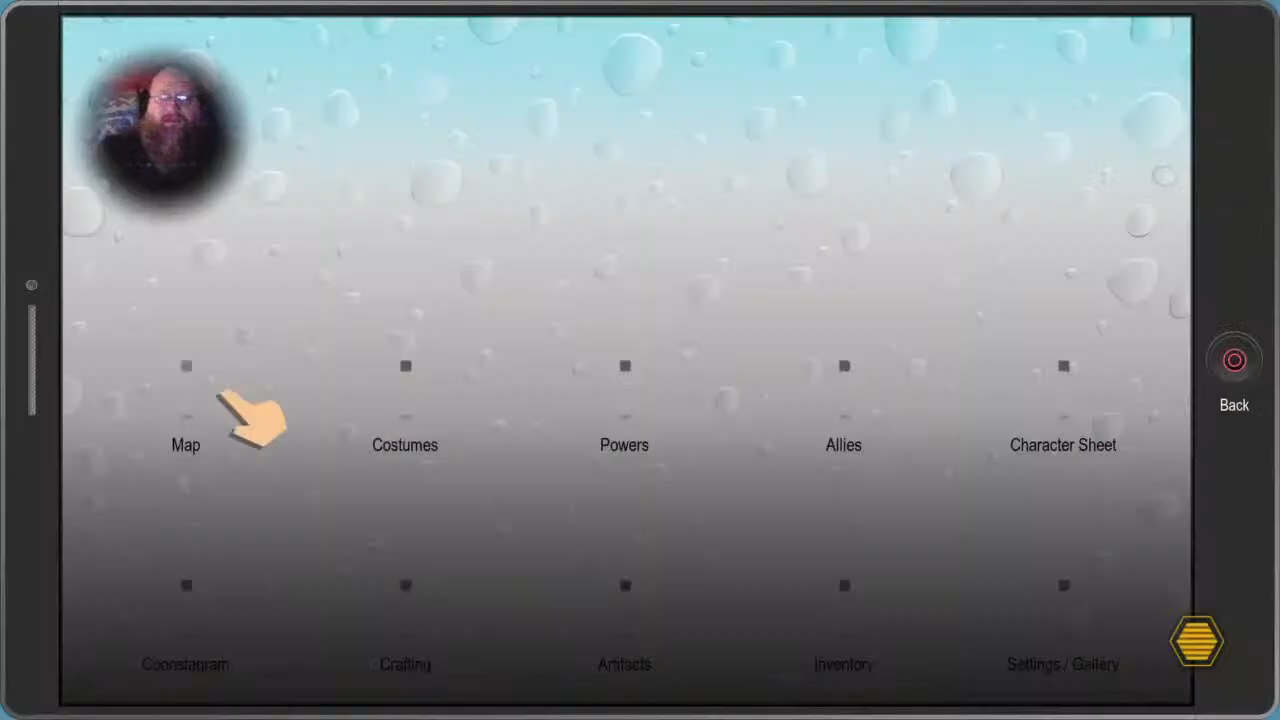 Map Costumes Powers Allies Character Sheet
Back
Coonstagram Crafting Artifacts Inventory Settings / Gallery